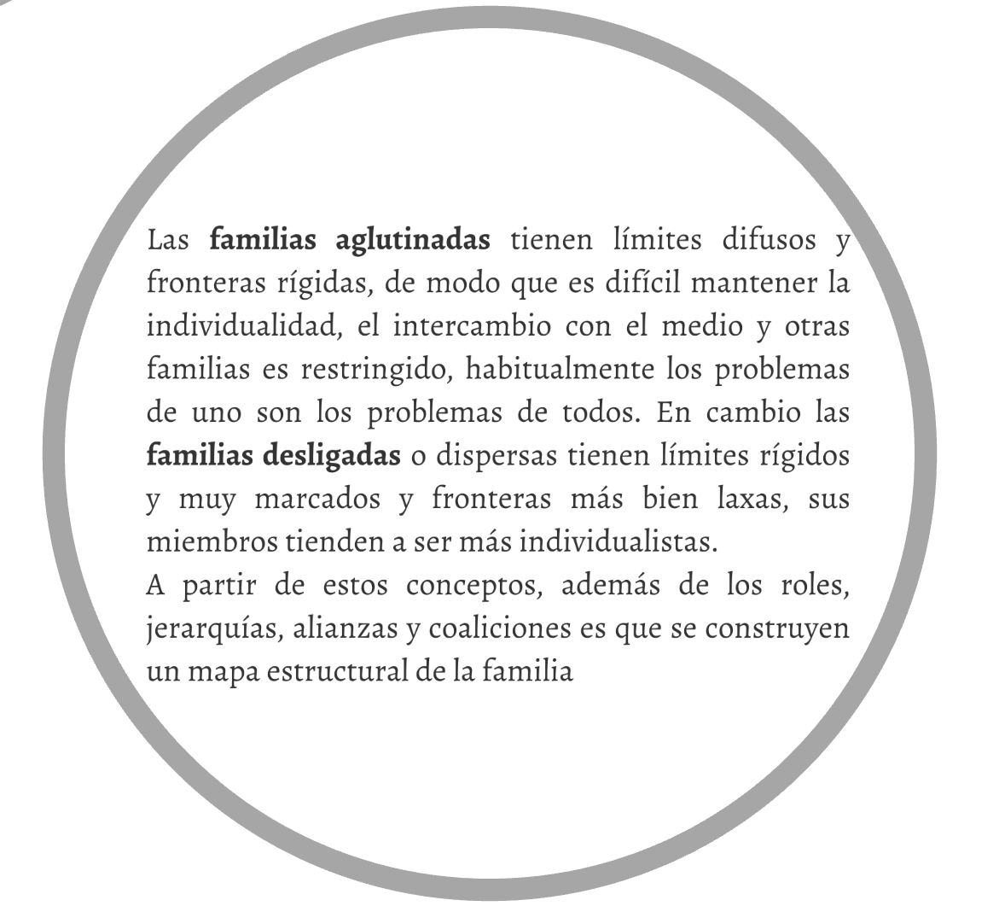 Las familias aglutinadas tienen límites difusos y
fronteras rígidas, de modo que es difícil mantener la
individualidad, el intercambio con el medio y otras
familias es restringido, habitualmente los problemas
de uno son los problemas de todos. En cambio las
familias desligadas o dispersas tienen límites rígidos
y muy marcados y fronteras más bien laxas, sus
miembros tienden a ser más individualistas.
A partir de estos conceptos, además de los roles,
jerarquías, alianzas y coaliciones es que se construyen
un mapa estructural de la familia